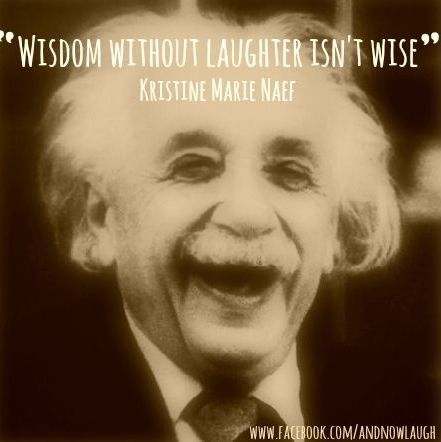 "Wisdom without laughter isn't wise"
Kristine Marie Naef
www.facebook.com/andnowlaugh